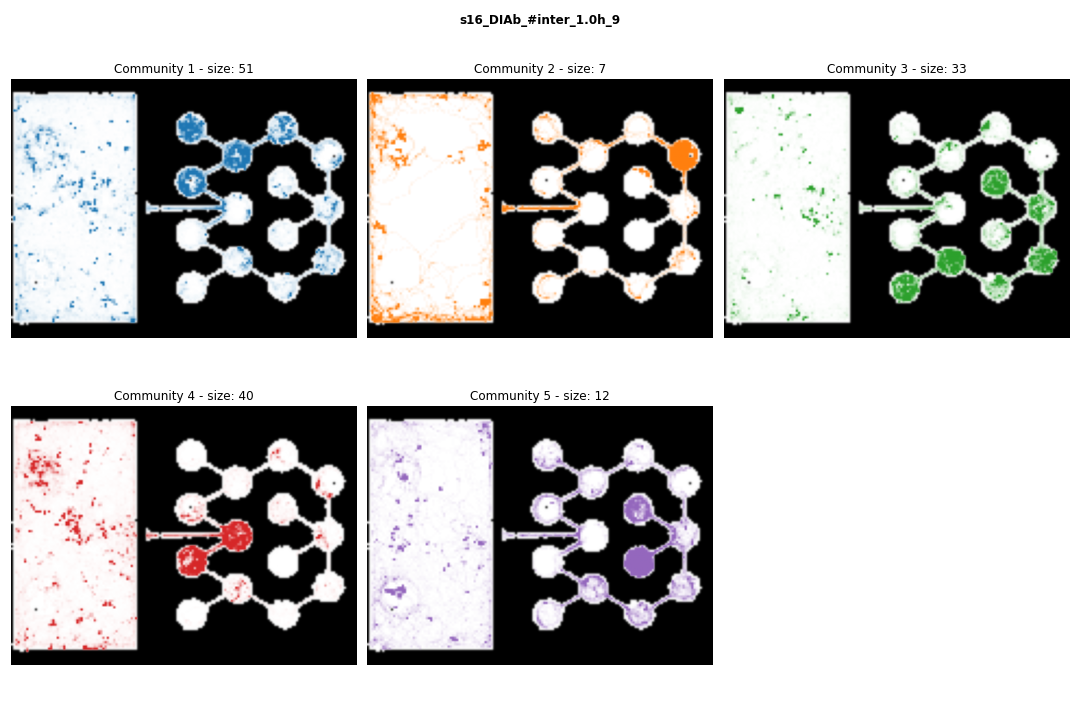 s16_DIAb_#inter_1.0h_9
Community 1 - size: 51
Community 2 - size: 7
Community 3 - size: 33
Community 4 - size: 40
Community 5 - size: 12